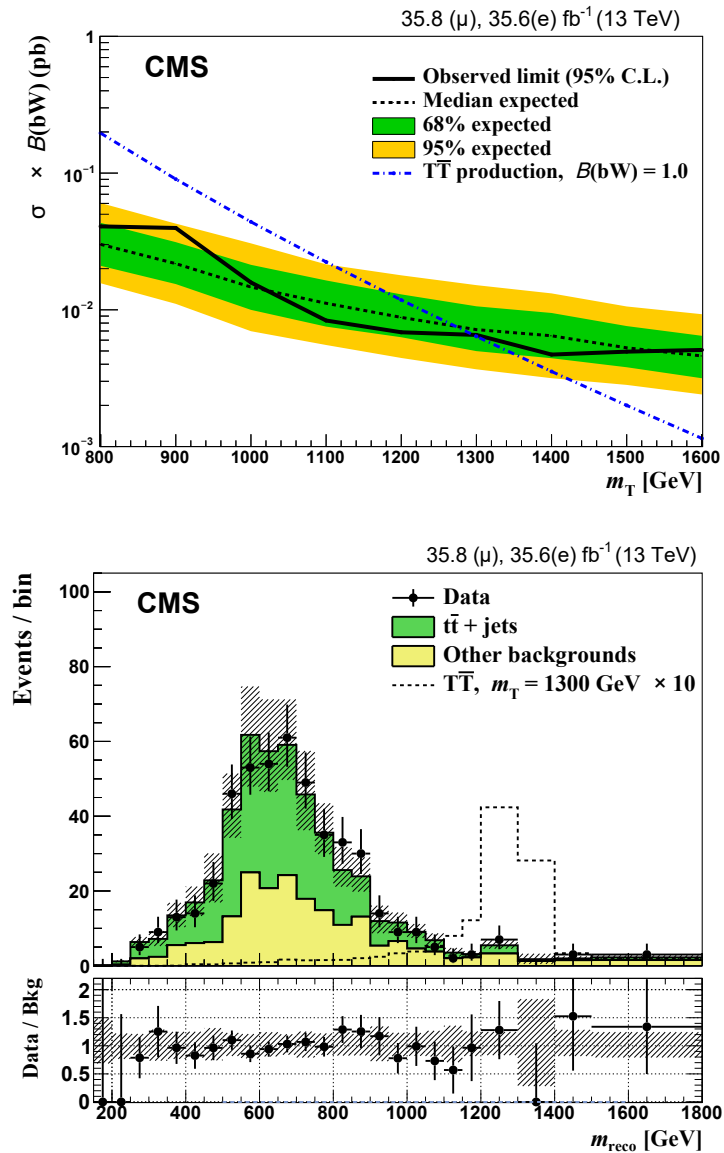 35.8 (μ), 35.6(e) fb⁻¹ (13 TeV)
CMS
Observed limit (95% C.L.)
Median expected
68% expected
95% expected
TT̅ production, B(bW) = 1.0
σ × B(bW) (pb)
1
10⁻¹
10⁻²
10⁻³
800 900 1000 1100 1200 1300 1400 1500 1600
m_T [GeV]
35.8 (μ), 35.6(e) fb⁻¹ (13 TeV)
CMS
Data
tt̅ + jets
Other backgrounds
TT̅, m_T = 1300 GeV × 10
Events / bin
100
80
60
40
20
0
Data / Bkg
2
1.5
1
0.5
0
200 400 600 800 1000 1200 1400 1600 1800
m_reco [GeV]